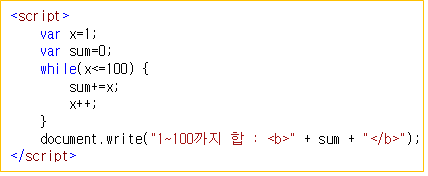 <script>
var x=1;
var sum=0;
while(x<=100) {
sum+=x;
x++;
}
document.write("1~100까지 합 : <b>" + sum + "</b>");
</script>